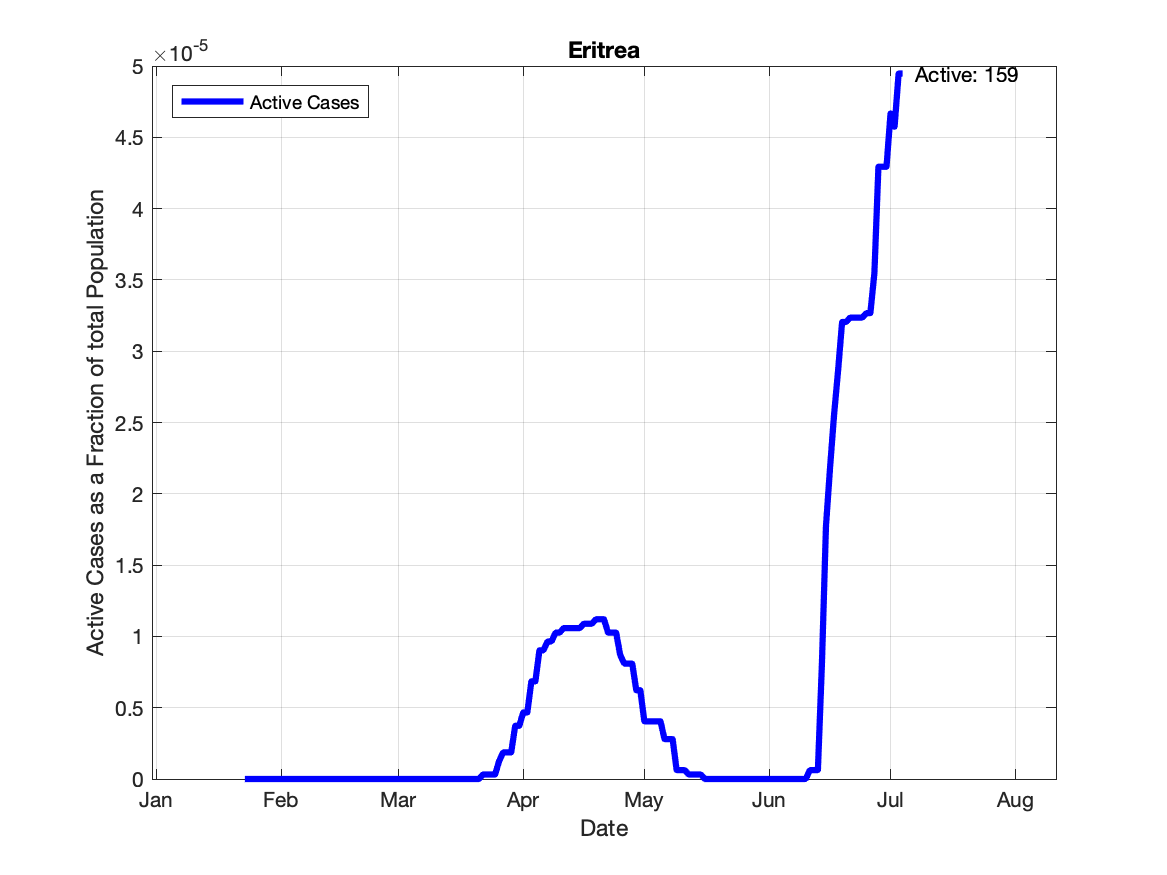 Eritrea
×10-5
5
4.5
4
3.5
3
2.5
2
1.5
1
0.5
0
Active Cases as a Fraction of total Population
Active Cases
Active: 159
Jan Feb Mar Apr May Jun Jul Aug
Date